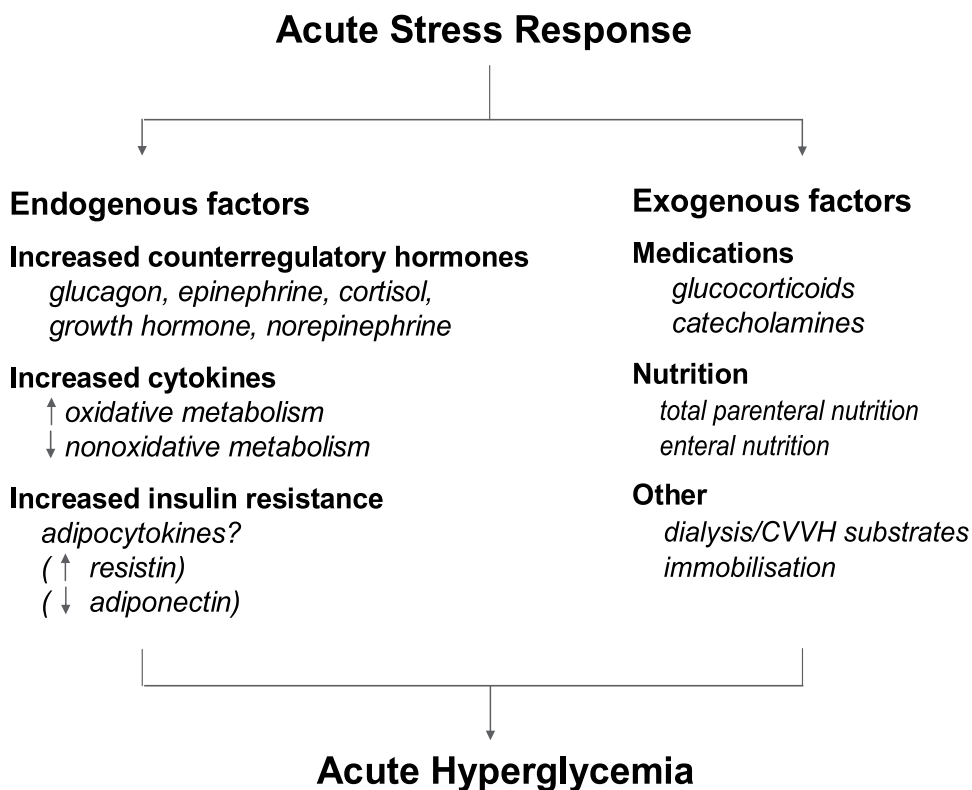 Acute Stress Response
Endogenous factors
Increased counterregulatory hormones
glucagon, epinephrine, cortisol,
growth hormone, norepinephrine
Increased cytokines
↑ oxidative metabolism
↓ nonoxidative metabolism
Increased insulin resistance
adipocytokines?
( ↑ resistin)
( ↓ adiponectin)
Exogenous factors
Medications
glucocorticoids
catecholamines
Nutrition
total parenteral nutrition
enteral nutrition
Other
dialysis/CVVH substrates
immobilisation
Acute Hyperglycemia